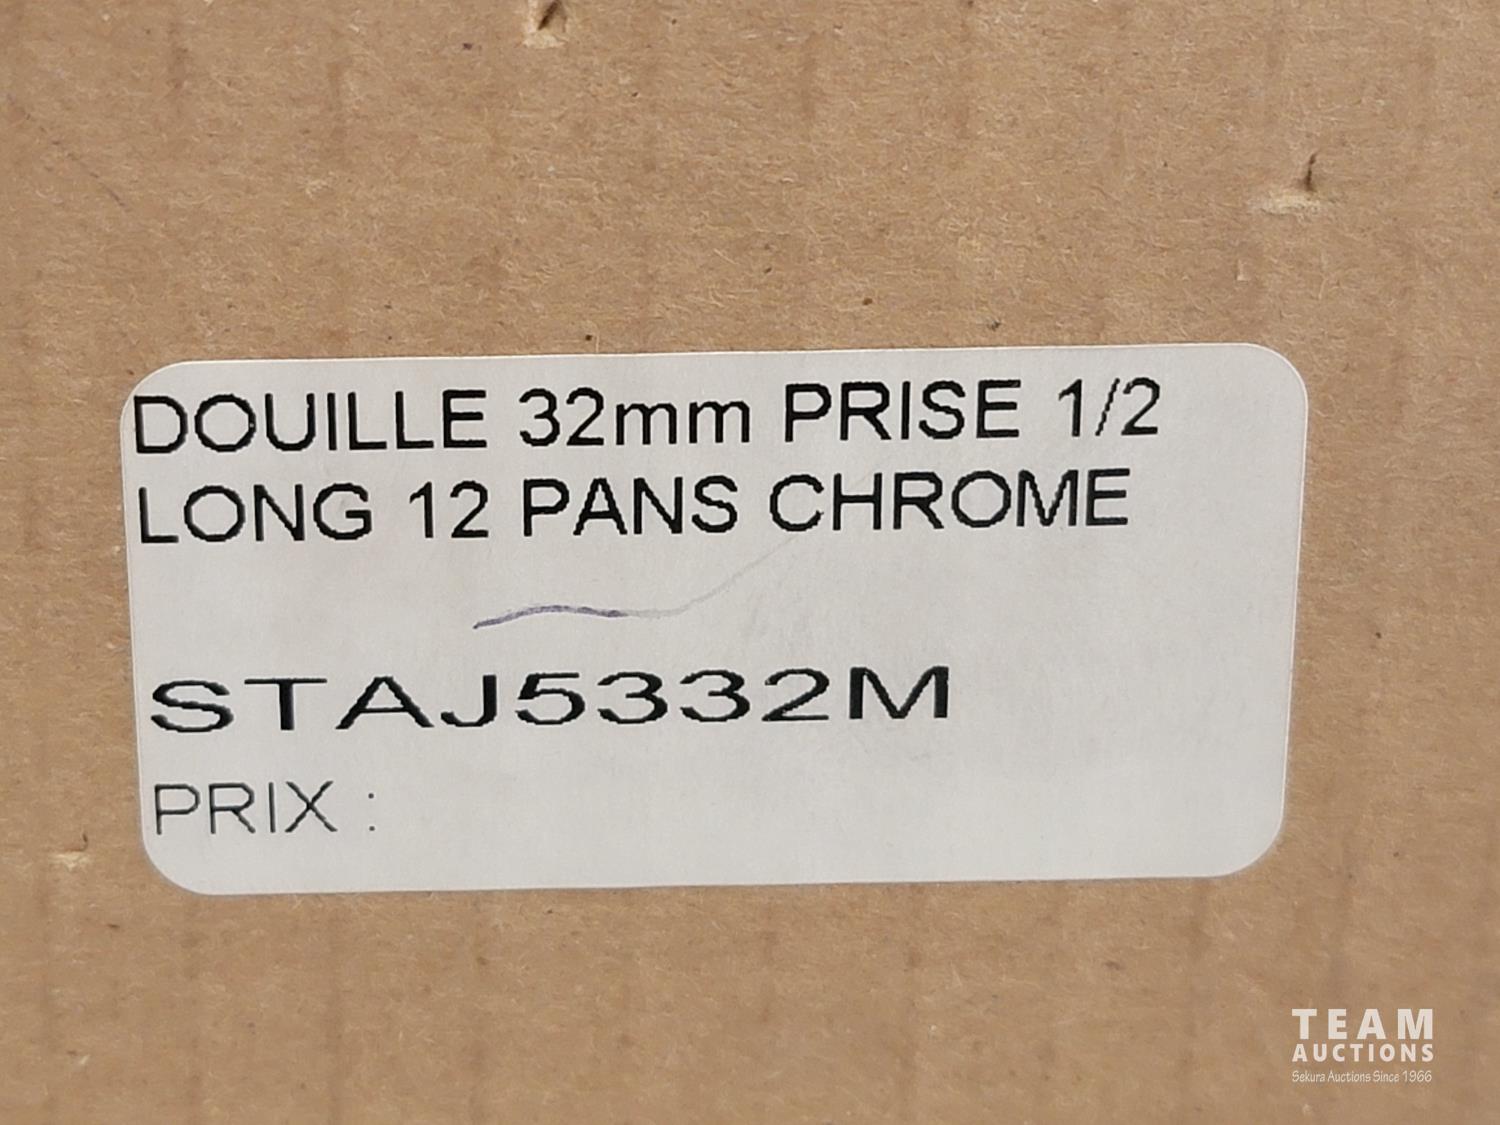 DOUILLE 32mm PRISE 1/2
LONG 12 PANS CHROME
STAJ5332M
PRIX :
TEAM
AUCTIONS
Sekura Auctions Since 1966